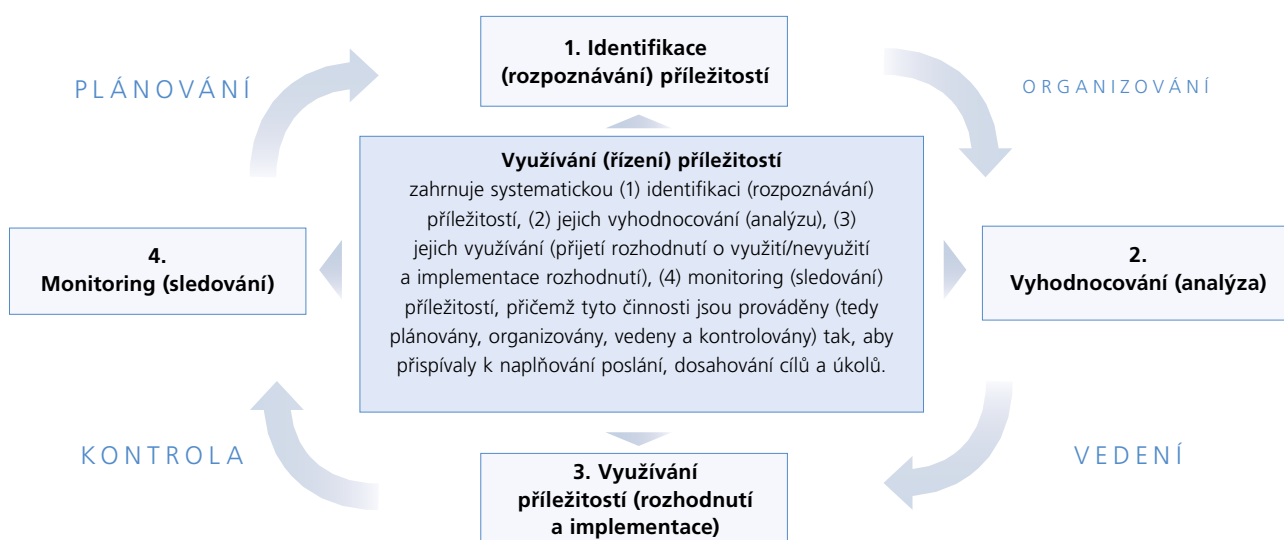 1. Identifikace
(rozpoznávání) příležitostí
PLÁNOVÁNÍ
ORGANIZOVÁNÍ
Využívání (řízení) příležitostí
zahrnuje systematickou (1) identifikaci (rozpoznávání)
příležitostí, (2) jejich vyhodnocování (analýzu), (3)
jejich využívání (přijetí rozhodnutí o využití/nevyužití
a implementace rozhodnutí), (4) monitoring (sledování)
příležitostí, přičemž tyto činnosti jsou prováděny (tedy
plánovány, organizovány, vedeny a kontrolovány) tak, aby
přispívaly k naplňování poslání, dosahování cílů a úkolů.
4.
Monitoring (sledování)
2.
Vyhodnocování (analýza)
KONTROLA
VEDENÍ
3. Využívání
příležitostí (rozhodnutí
a implementace)